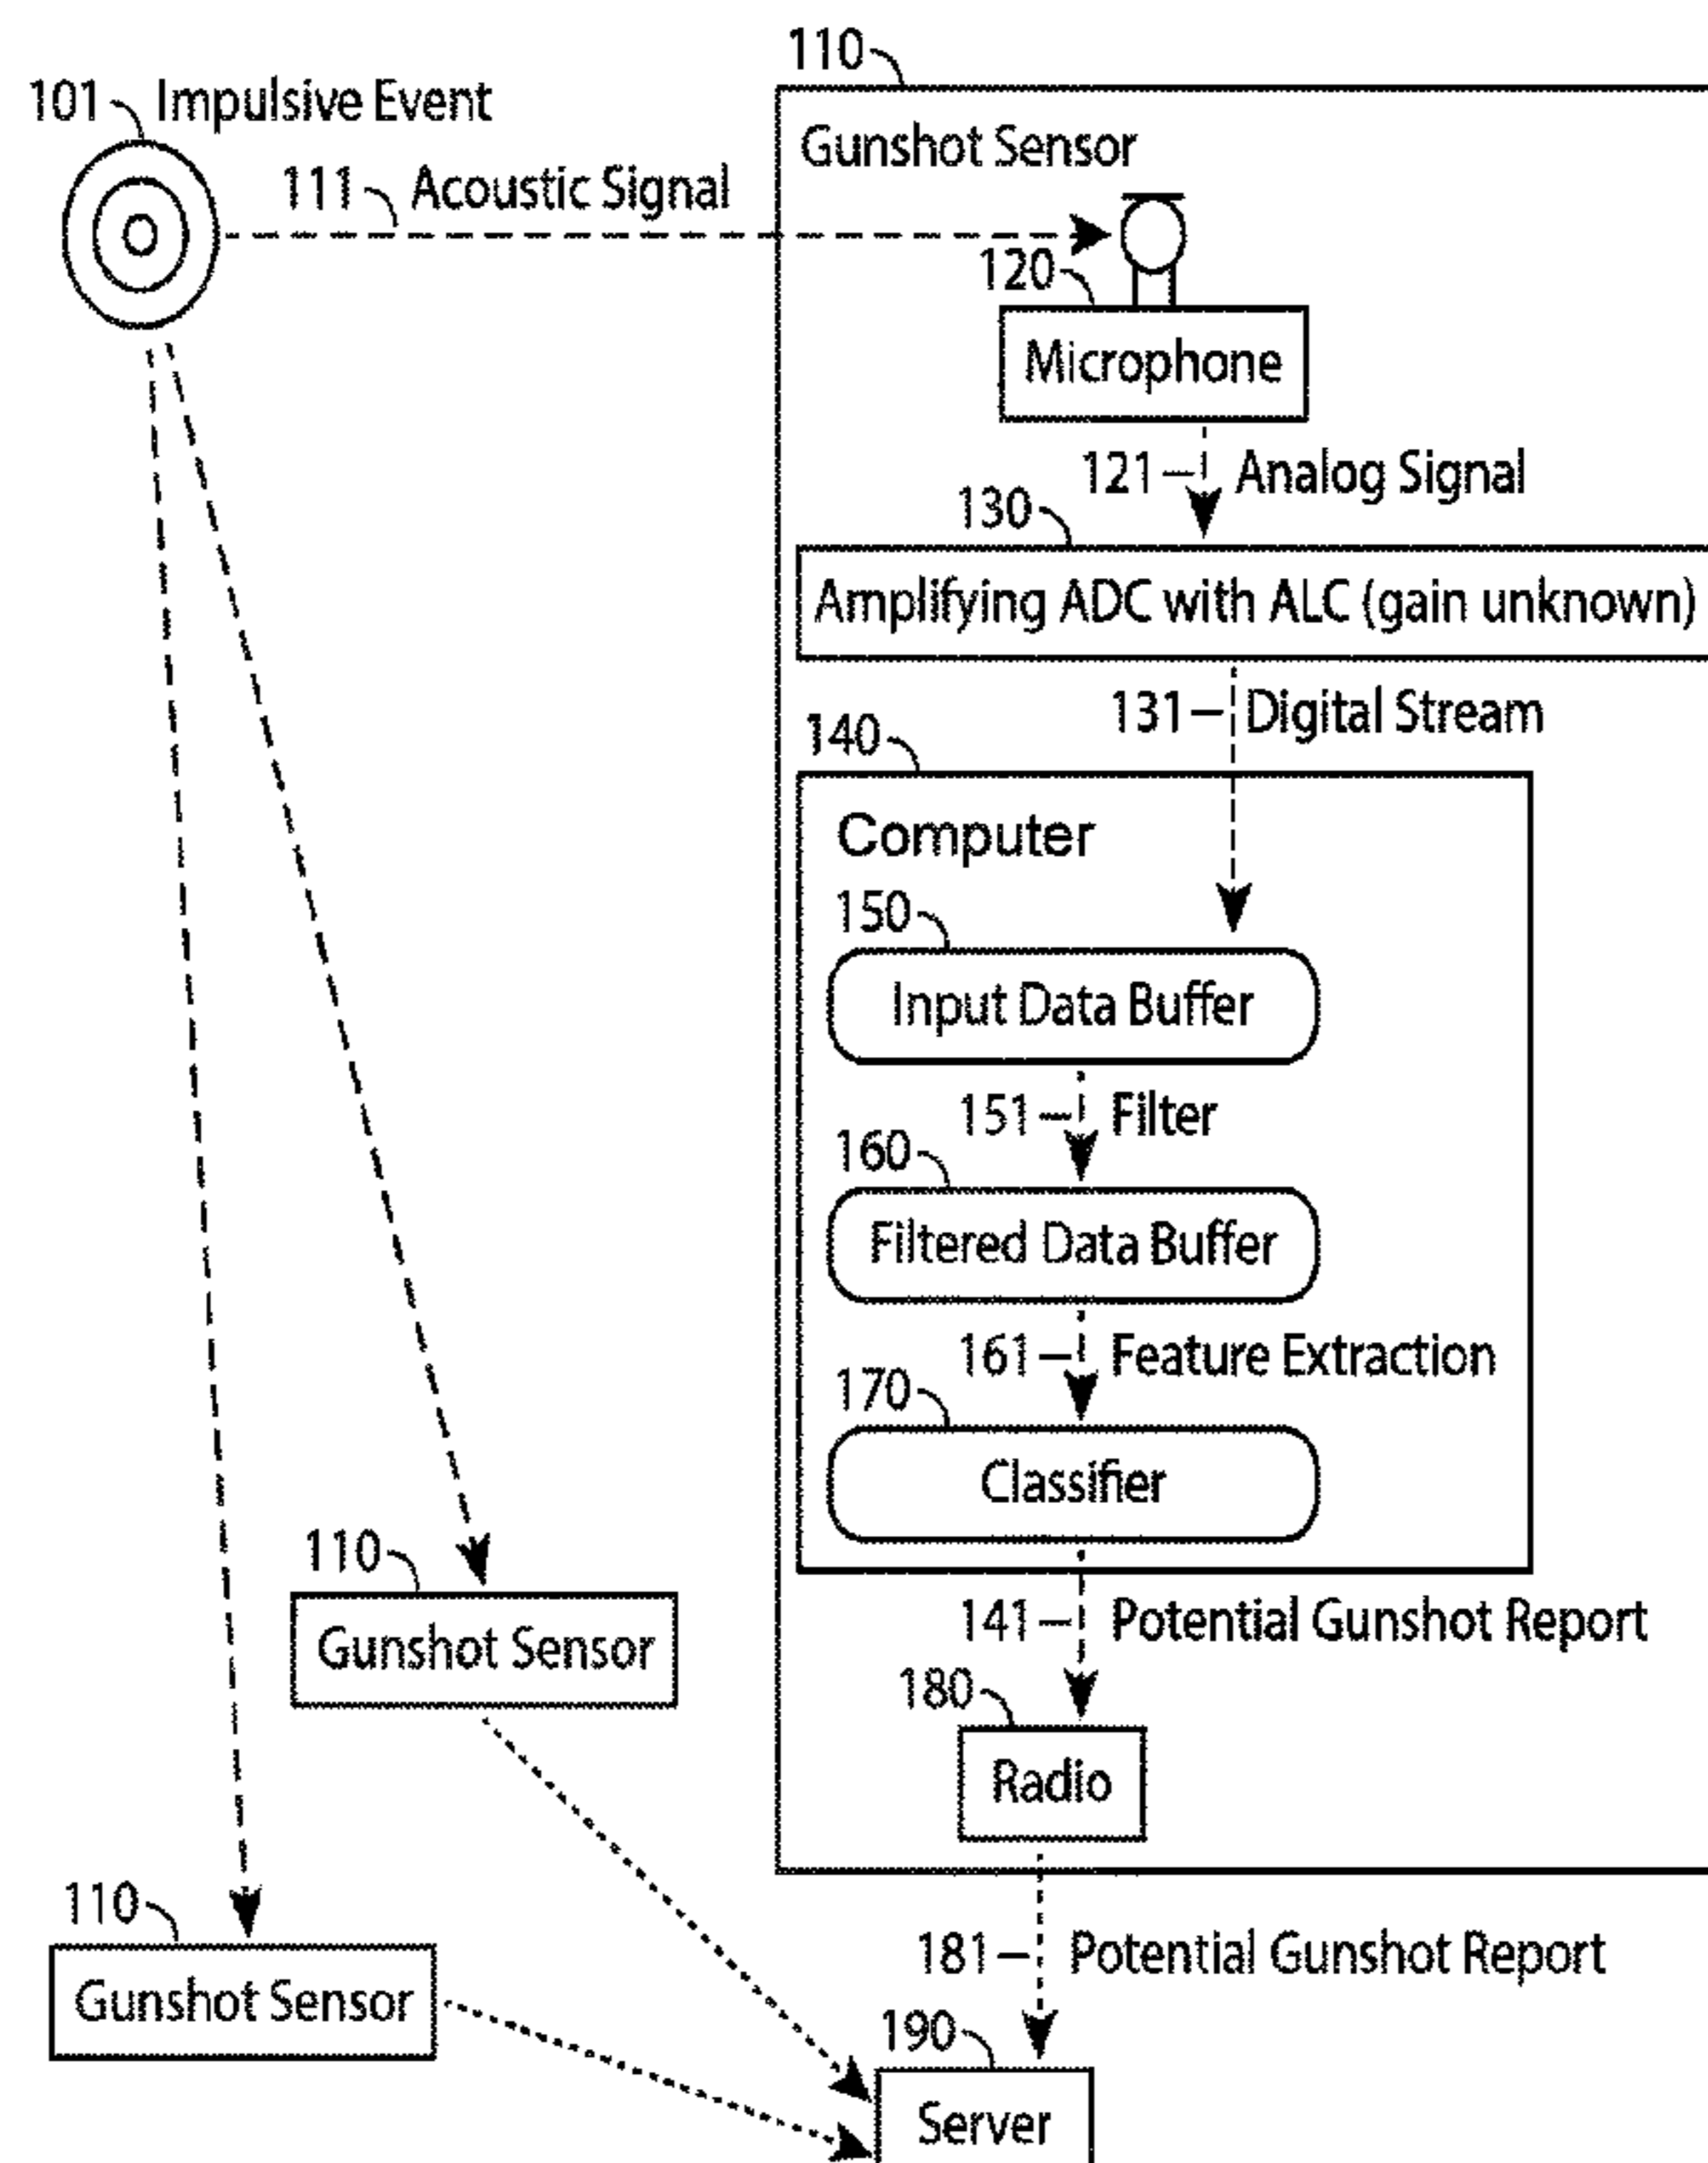 110
101 Impulsive Event
Gunshot Sensor
111 Acoustic Signal
120
Microphone
121 Analog Signal
130
Amplifying ADC with ALC (gain unknown)
131 Digital Stream
140
Computer
150
Input Data Buffer
151 Filter
160
Filtered Data Buffer
161 Feature Extraction
170
Classifier
110
Gunshot Sensor
141 Potential Gunshot Report
180
Radio
110
Gunshot Sensor
181 Potential Gunshot Report
190
Server